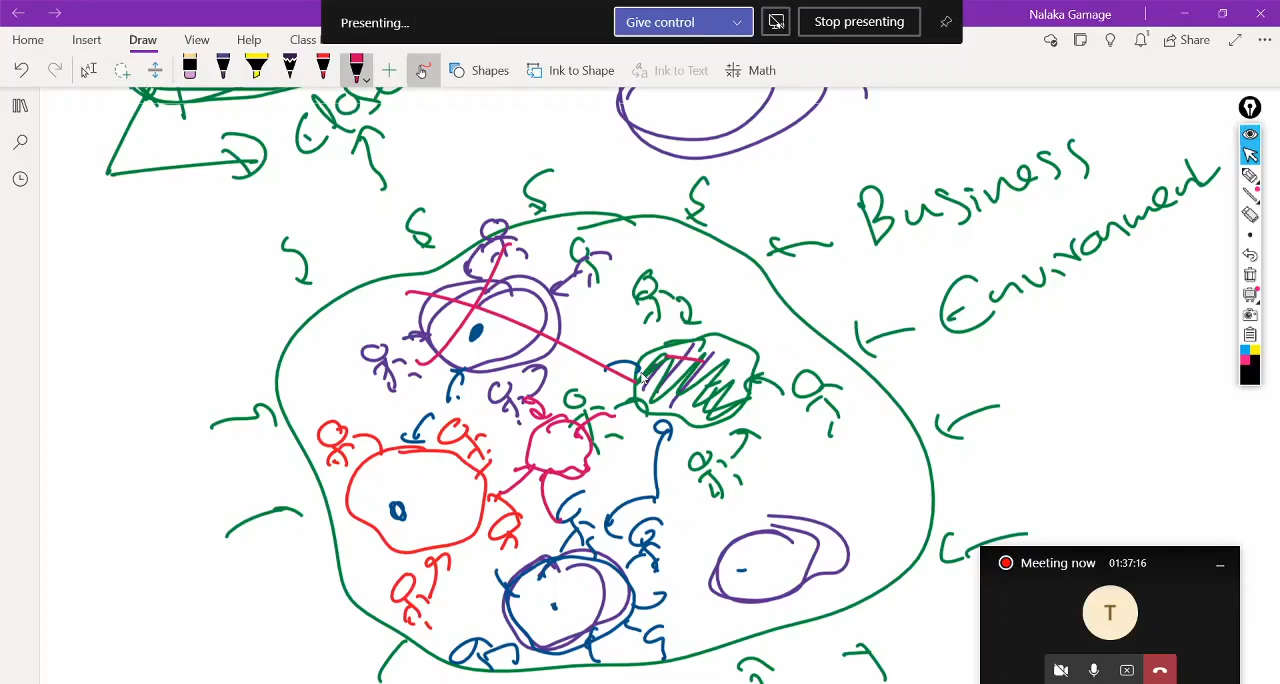 Presenting...
Give control
Stop presenting
Nalaka Gamage
Home Insert Draw View Help Class
Share
Shapes
Ink to Shape
Ink to Text
Math
Business
Environment
Meeting now 01:37:16
T